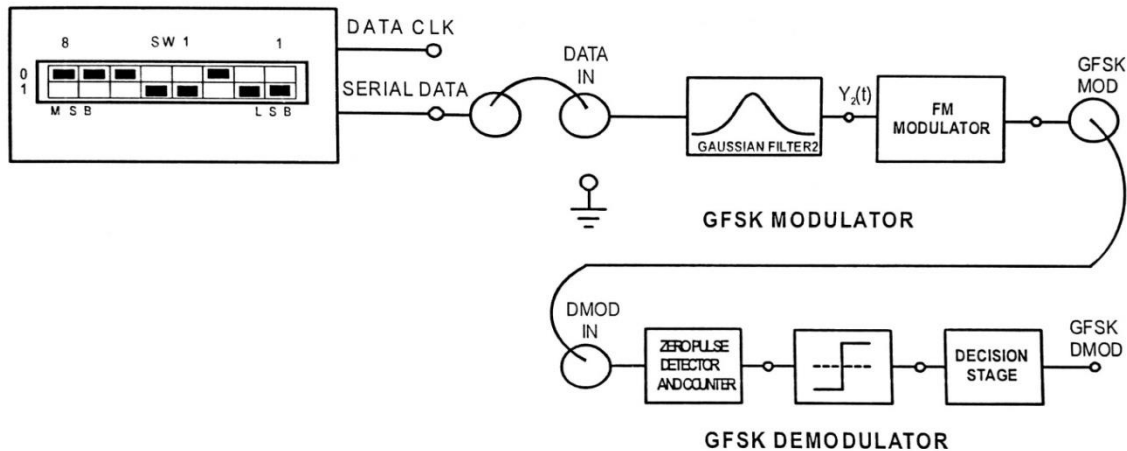 DATA CLK
8 SW 1 1
0
1
M S B L S B
SERIAL DATA
DATA
IN
GAUSSIAN FILTER2
Y₂(t)
FM
MODULATOR
GFSK
MOD
GFSK MODULATOR
DMOD
IN
ZERO PULSE
DETECTOR
AND COUNTER
DECISION
STAGE
GFSK
DMOD
GFSK DEMODULATOR